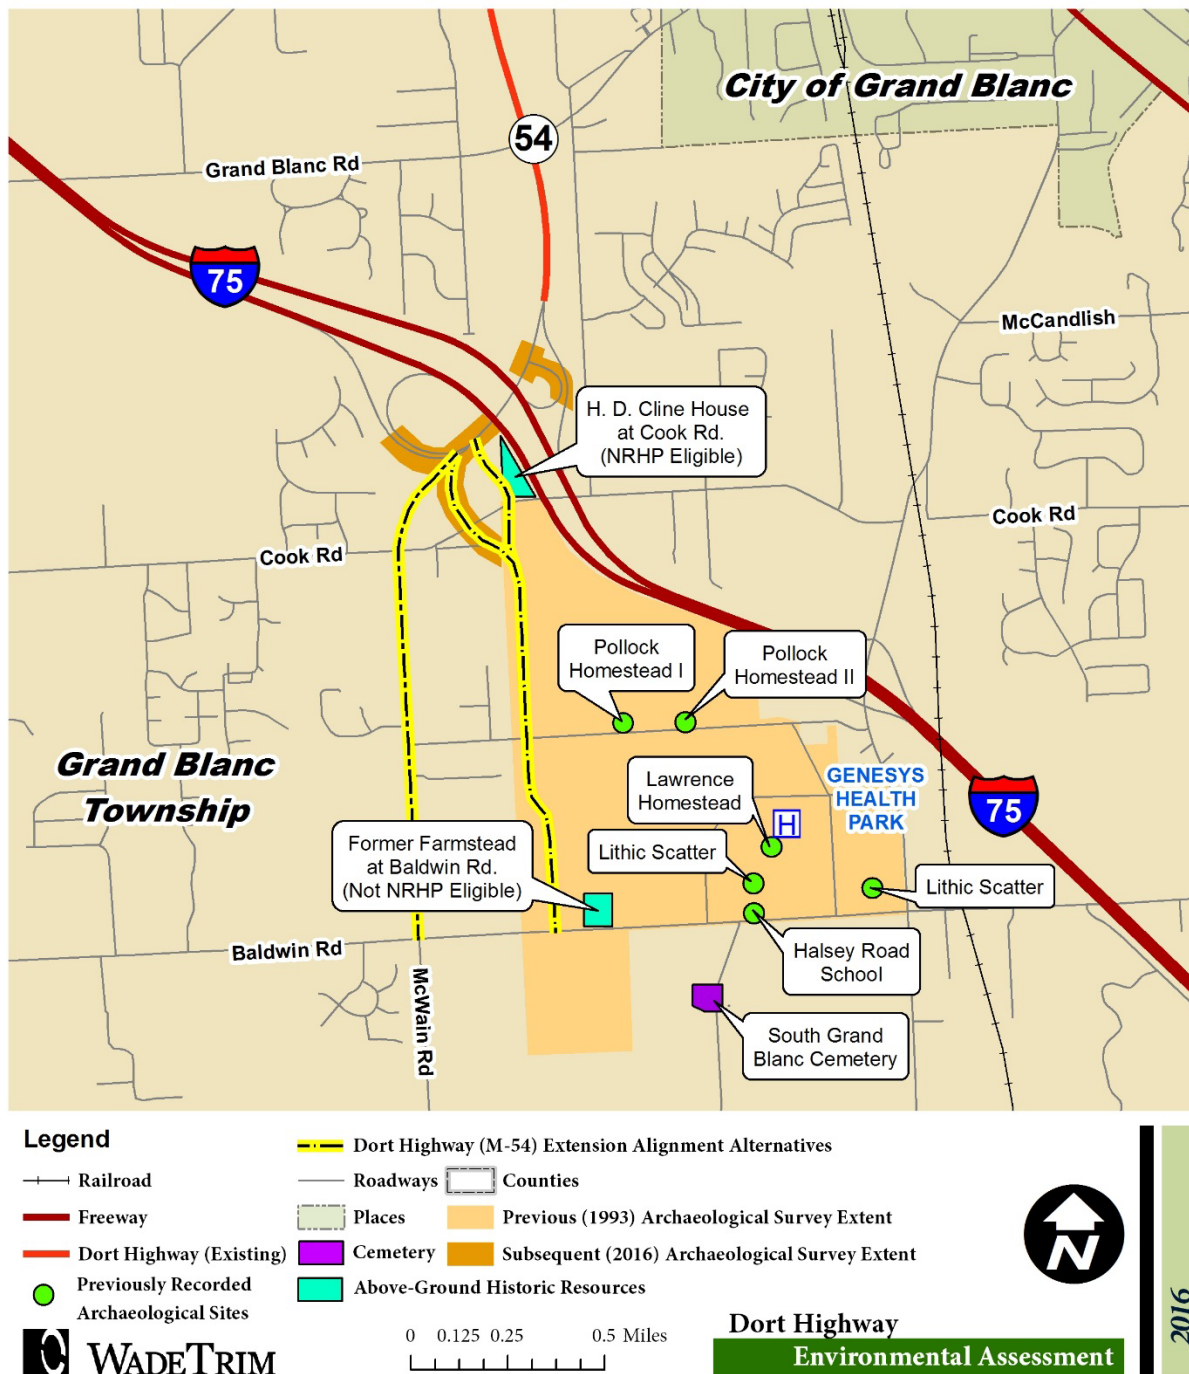 City of Grand Blanc
54
Grand Blanc Rd
75
McCandlish
H. D. Cline House
at Cook Rd.
(NRHP Eligible)
Cook Rd
Cook Rd
Pollock
Homestead I
Pollock
Homestead II
Grand Blanc
Township
Lawrence
Homestead
GENESYS
HEALTH
PARK
75
H
Former Farmstead
at Baldwin Rd.
(Not NRHP Eligible)
Lithic Scatter
Lithic Scatter
Baldwin Rd
Halsey Road
School
McWain Rd
South Grand
Blanc Cemetery
Legend
Railroad
Freeway
Dort Highway (Existing)
Previously Recorded
Archaeological Sites
Dort Highway (M-54) Extension Alignment Alternatives
Roadways
Counties
Places
Previous (1993) Archaeological Survey Extent
Cemetery
Subsequent (2016) Archaeological Survey Extent
Above-Ground Historic Resources
N
2016
WADETRIM
0 0.125 0.25 0.5 Miles
Dort Highway
Environmental Assessment